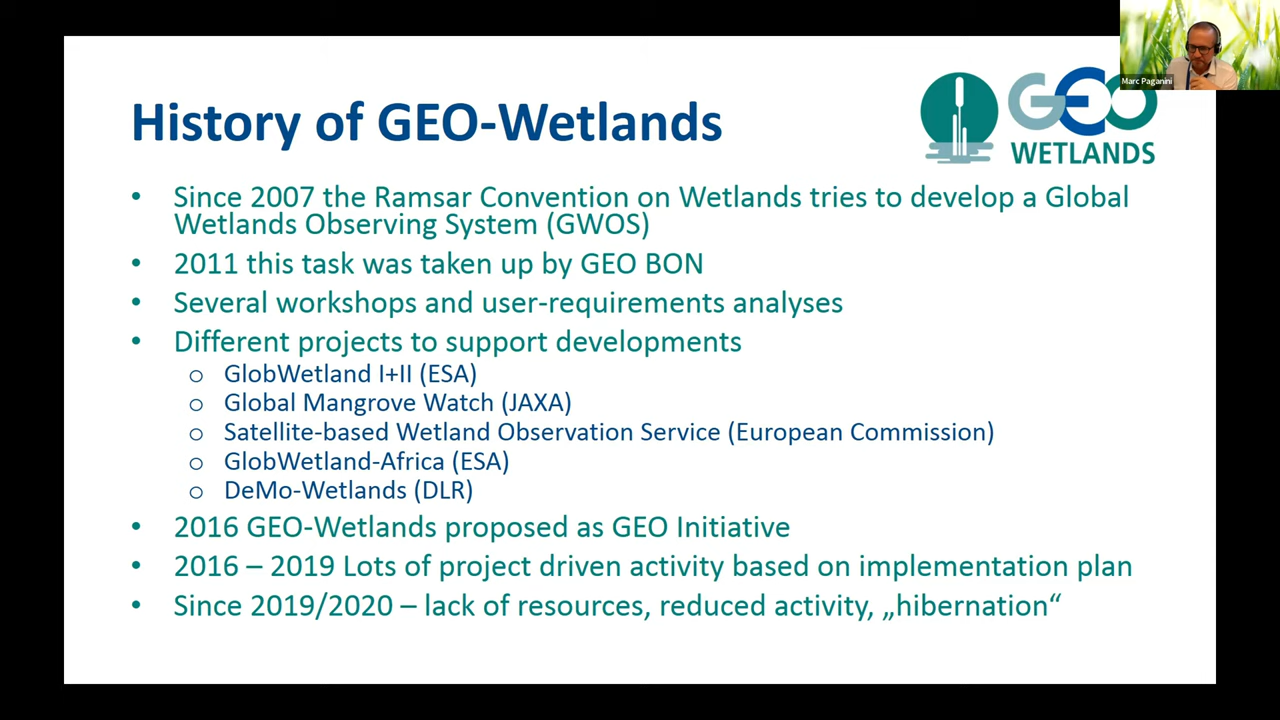 Marc Paganini
History of GEO-Wetlands
GEO
WETLANDS
• Since 2007 the Ramsar Convention on Wetlands tries to develop a Global
Wetlands Observing System (GWOS)
• 2011 this task was taken up by GEO BON
• Several workshops and user-requirements analyses
• Different projects to support developments
o GlobWetland I+II (ESA)
o Global Mangrove Watch (JAXA)
o Satellite-based Wetland Observation Service (European Commission)
o GlobWetland-Africa (ESA)
o DeMo-Wetlands (DLR)
• 2016 GEO-Wetlands proposed as GEO Initiative
• 2016 – 2019 Lots of project driven activity based on implementation plan
• Since 2019/2020 – lack of resources, reduced activity, „hibernation“